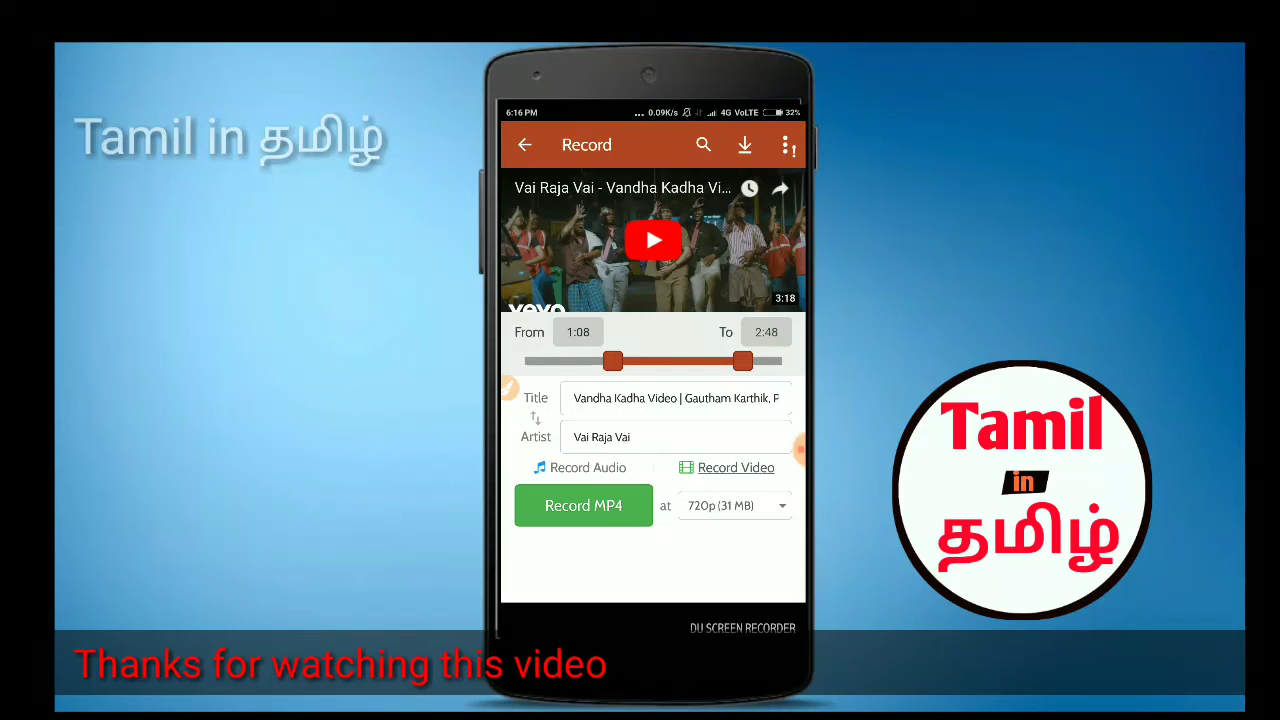 Tamil in தமிழ்
6:16 PM
... 0.09K/s 4G VoLTE 32%
Record
Vai Raja Vai - Vandha Kadha Vi...
vevo
3:18
From 1:08 To 2:48
Title Vandha Kadha Video | Gautham Karthik, P
Artist Vai Raja Vai
Record Audio Record Video
Record MP4 at 720p (31 MB)
DU SCREEN RECORDER
Tamil
in
தமிழ்
Thanks for watching this video